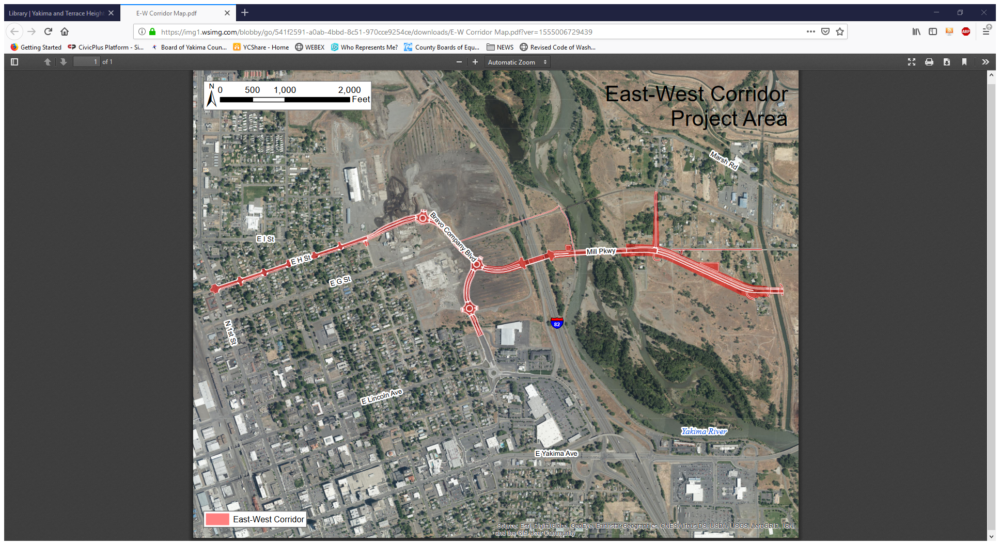 Library | Yakima and Terrace Height
E-W Corridor Map.pdf
https://img1.wsimg.com/blobby/go/541f2591-a0ab-4bbd-8c51-970cce9254ce/downloads/E-W Corridor Map.pdf?ver=1555006729439
ABP
Getting Started
CivicPlus Platform - Si...
Board of Yakima Coun...
YCShare - Home
WEBEX
Who Represents Me?
County Boards of Equ...
NEWS
Revised Code of Wash...
1 of 1
Automatic Zoom
N
0 500 1,000 2,000
Feet
East-West Corridor
Project Area
Marsh Rd
Bravo Company Blvd
E I St
E H St
Mill Pkwy
E G St
N 1st St
82
E Lincoln Ave
Yakima River
E Yakima Ave
East-West Corridor
Source: Esri, DigitalGlobe, GeoEye, Earthstar Geographics, CNES/Airbus DS, USDA, USGS, AeroGRID, IGN,
and the GIS User Community